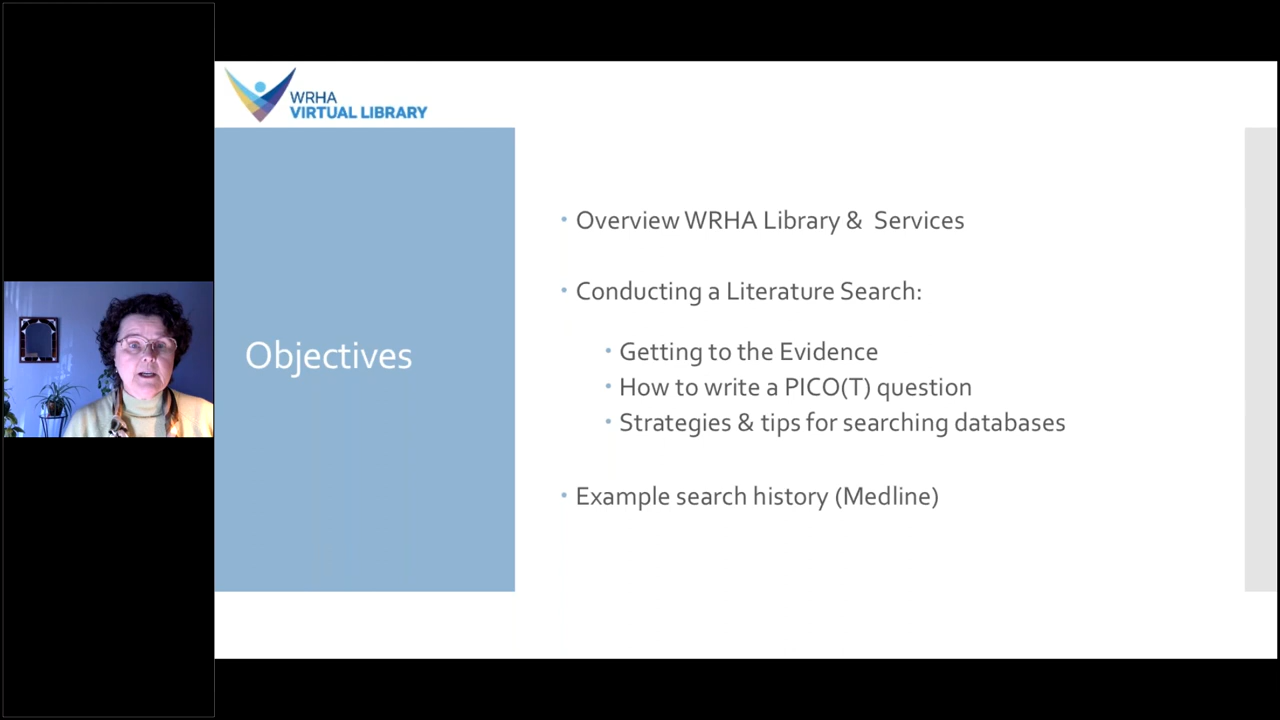 WRHA
VIRTUAL LIBRARY
Objectives
• Overview WRHA Library & Services
• Conducting a Literature Search:
• Getting to the Evidence
• How to write a PICO(T) question
• Strategies & tips for searching databases
• Example search history (Medline)